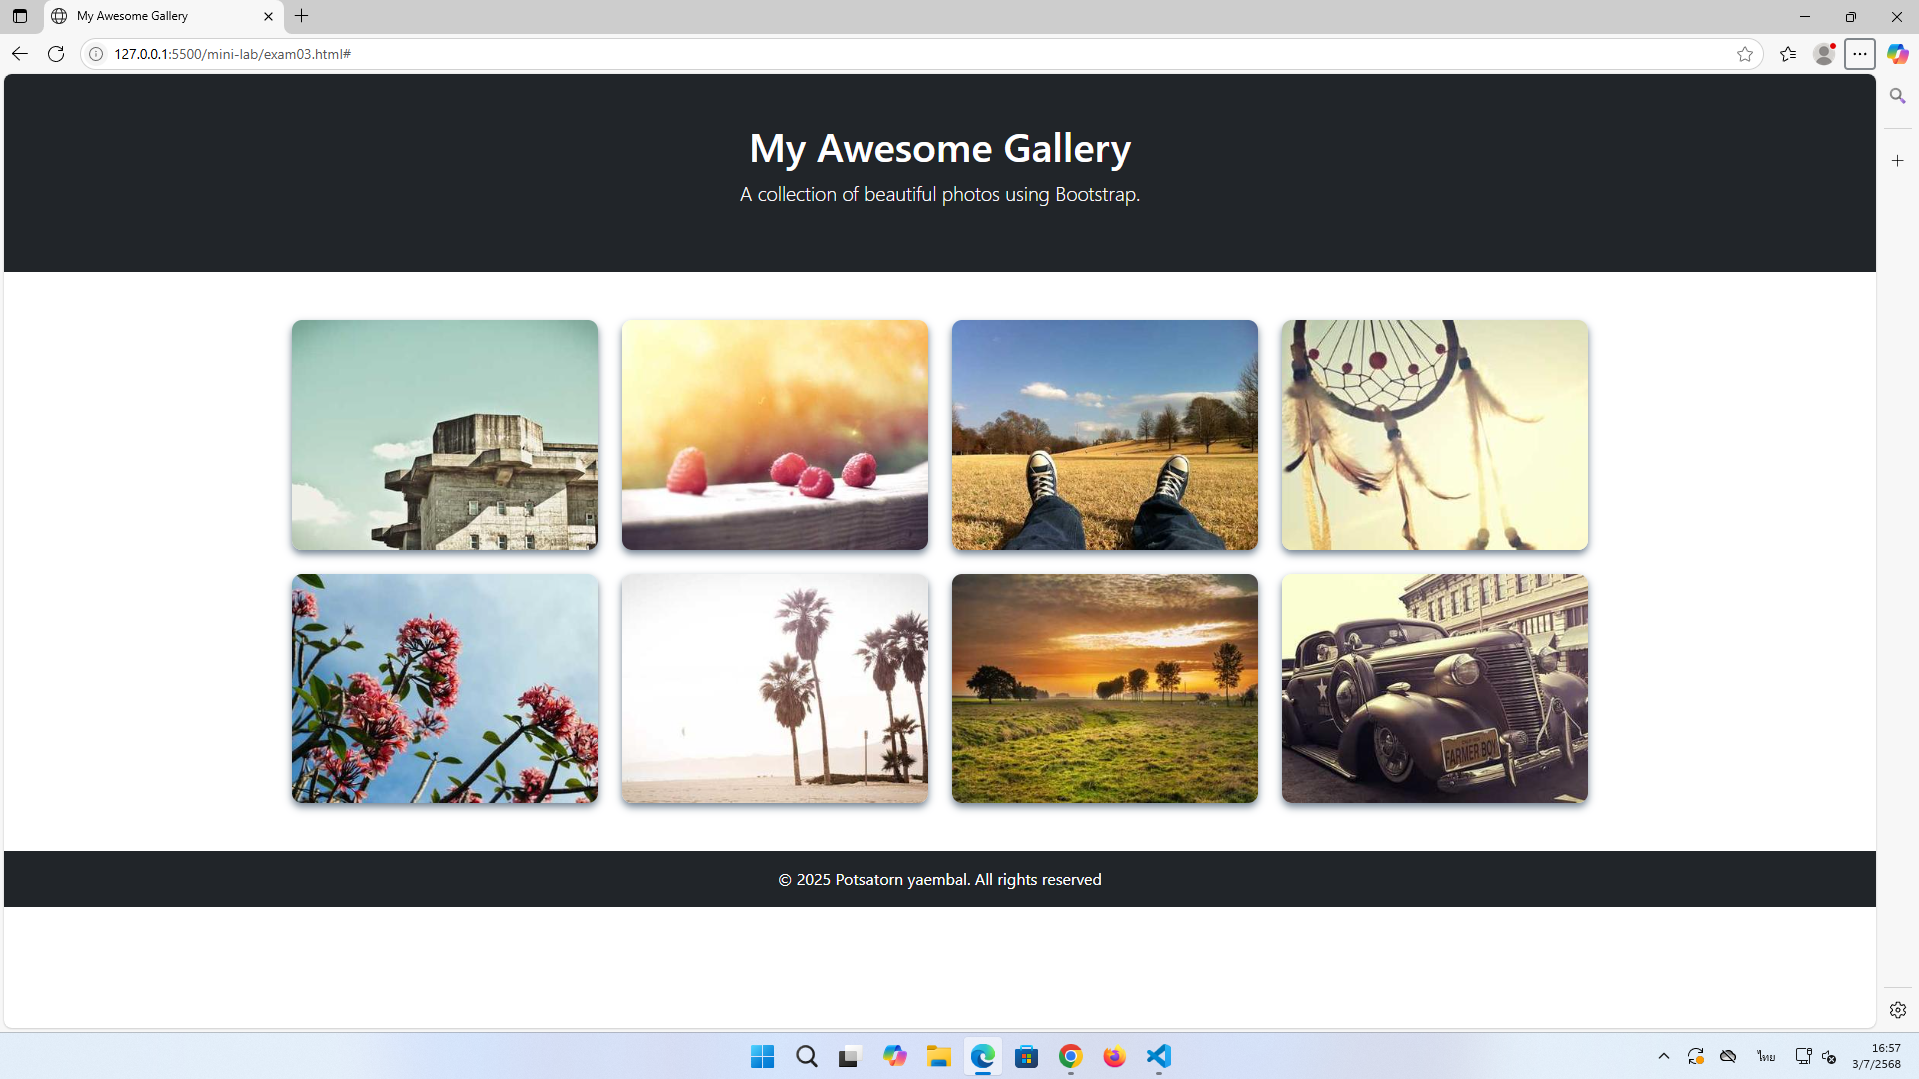 My Awesome Gallery
127.0.0.1:5500/mini-lab/exam03.html#
My Awesome Gallery
A collection of beautiful photos using Bootstrap.
FARMER BOY
© 2025 Potsatorn yaembal. All rights reserved
ไทย
16:57
3/7/2568